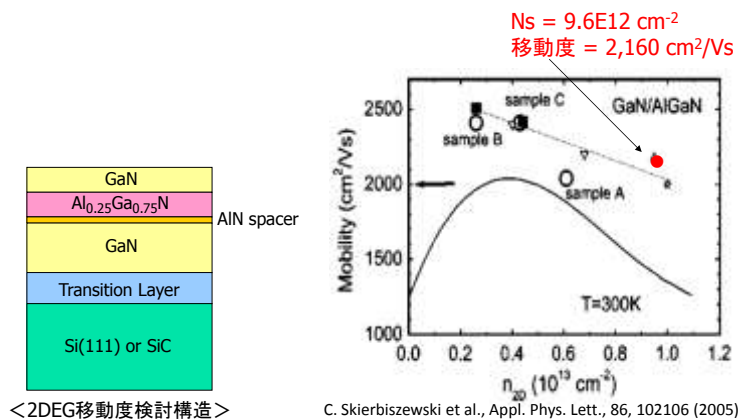 Ns = 9.6E12 cm-2
移動度 = 2,160 cm2/Vs
GaN
Al0.25Ga0.75N
AlN spacer
GaN
Transition Layer
Si(111) or SiC
<2DEG移動度検討構造>
Mobility (cm2/Vs)
2500
2000
1500
1000
sample C
GaN/AlGaN
sample B
sample A
T=300K
0.0 0.2 0.4 0.6 0.8 1.0 1.2
n2D (10^13 cm-2)
C. Skierbiszewski et al., Appl. Phys. Lett., 86, 102106 (2005)